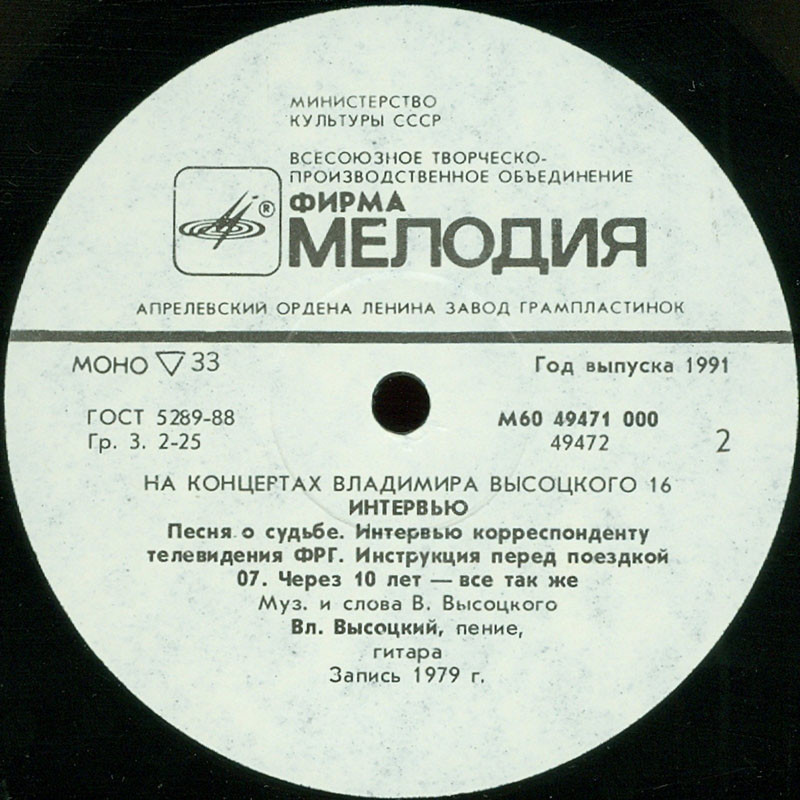 МИНИСТЕРСТВО
КУЛЬТУРЫ СССР
ВСЕСОЮЗНОЕ ТВОРЧЕСКО-
ПРОИЗВОДСТВЕННОЕ ОБЪЕДИНЕНИЕ
®
ФИРМА
МЕЛОДИЯ
АПРЕЛЕВСКИЙ ОРДЕНА ЛЕНИНА ЗАВОД ГРАМПЛАСТИНОК
МОНО ▽ 33
Год выпуска 1991
ГОСТ 5289-88
М60 49471 000
Гр. 3. 2-25
49472
2
НА КОНЦЕРТАХ ВЛАДИМИРА ВЫСОЦКОГО 16
ИНТЕРВЬЮ
Песня о судьбе. Интервью корреспонденту
телевидения ФРГ. Инструкция перед поездкой
07. Через 10 лет — все так же
Муз. и слова В. Высоцкого
Вл. Высоцкий, пение,
гитара
Запись 1979 г.